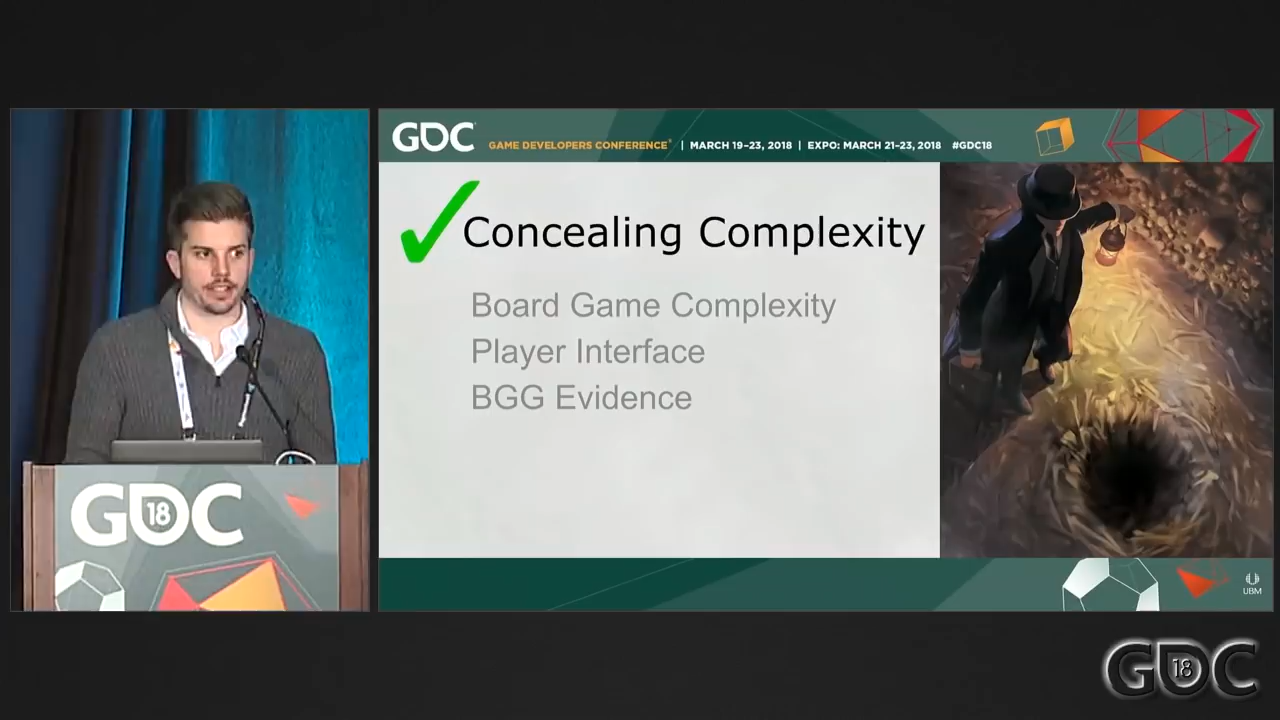 GDC
GAME DEVELOPERS CONFERENCE® | MARCH 19–23, 2018 | EXPO: MARCH 21–23, 2018 #GDC18
Concealing Complexity
Board Game Complexity
Player Interface
BGG Evidence
GDC
18
UBM
GDC
18